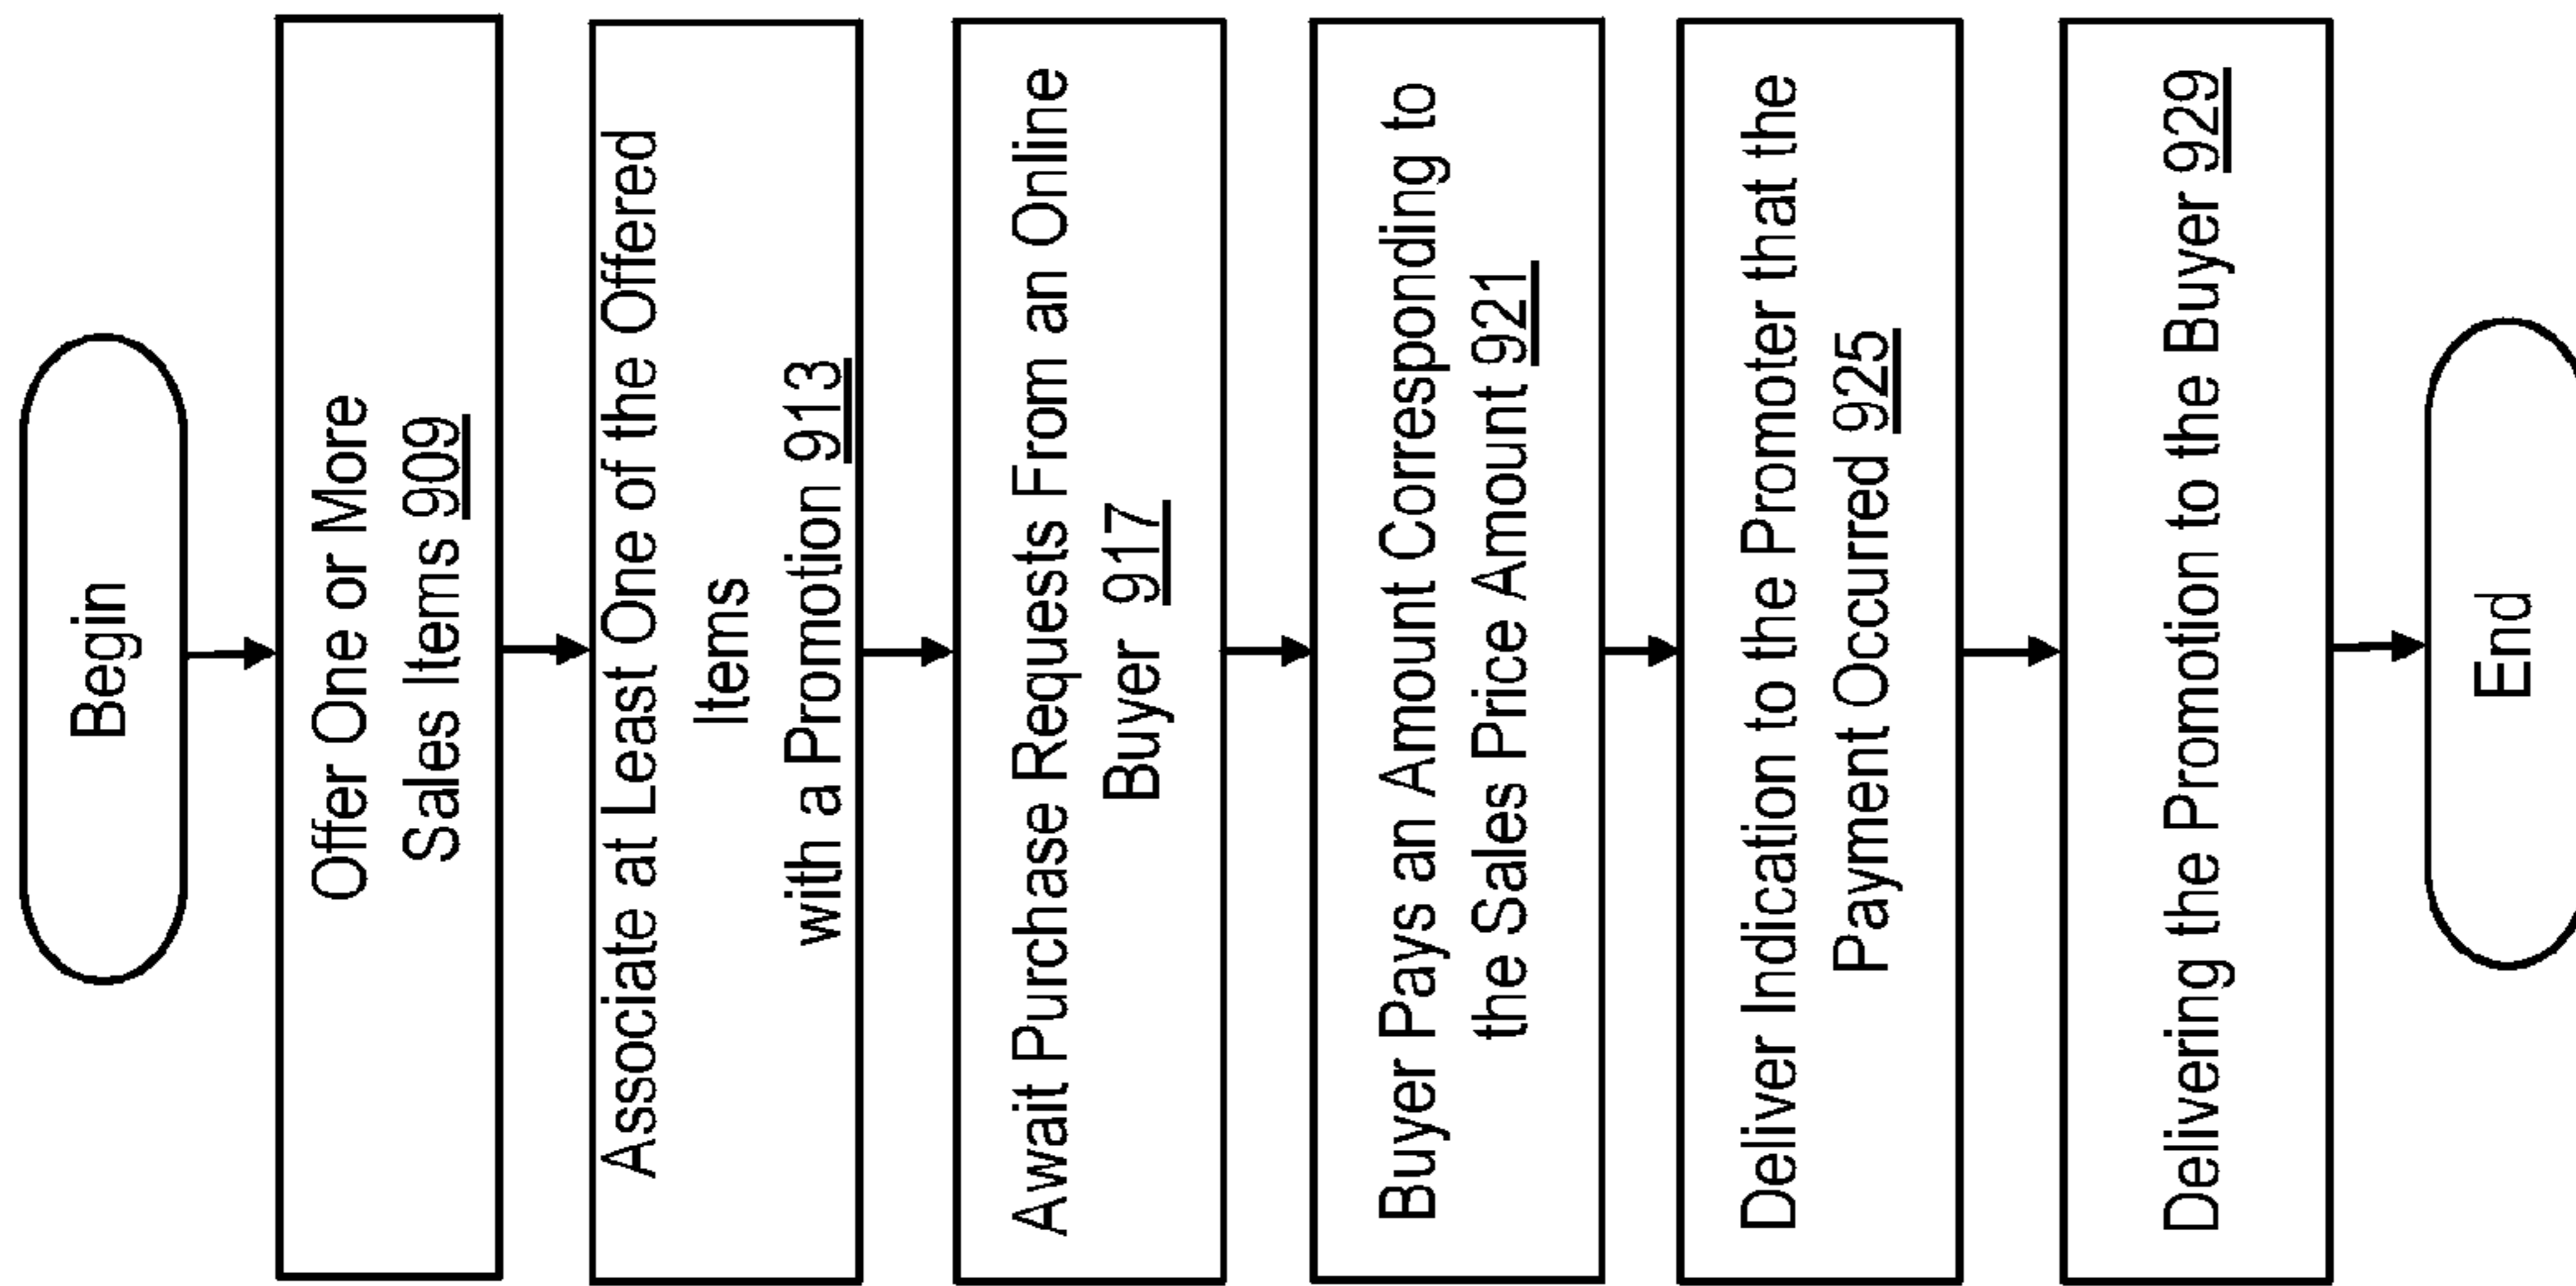 Begin
Offer One or More
Sales Items 909
Associate at Least One of the Offered
Items
with a Promotion 913
Await Purchase Requests From an Online
Buyer 917
Buyer Pays an Amount Corresponding to
the Sales Price Amount 921
Deliver Indication to the Promoter that the
Payment Occurred 925
Delivering the Promotion to the Buyer 929
End